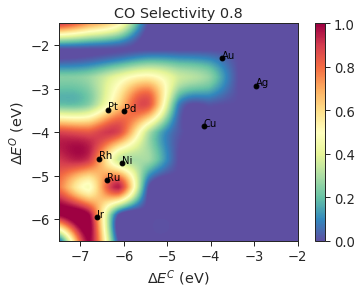 CO Selectivity 0.8
ΔE^O (eV)
−2
−3
−4
−5
−6
Au
Ag
Pt
Pd
Cu
Rh
Ni
Ru
Ir
−7
−6
−5
−4
−3
−2
ΔE^C (eV)
1.0
0.8
0.6
0.4
0.2
0.0